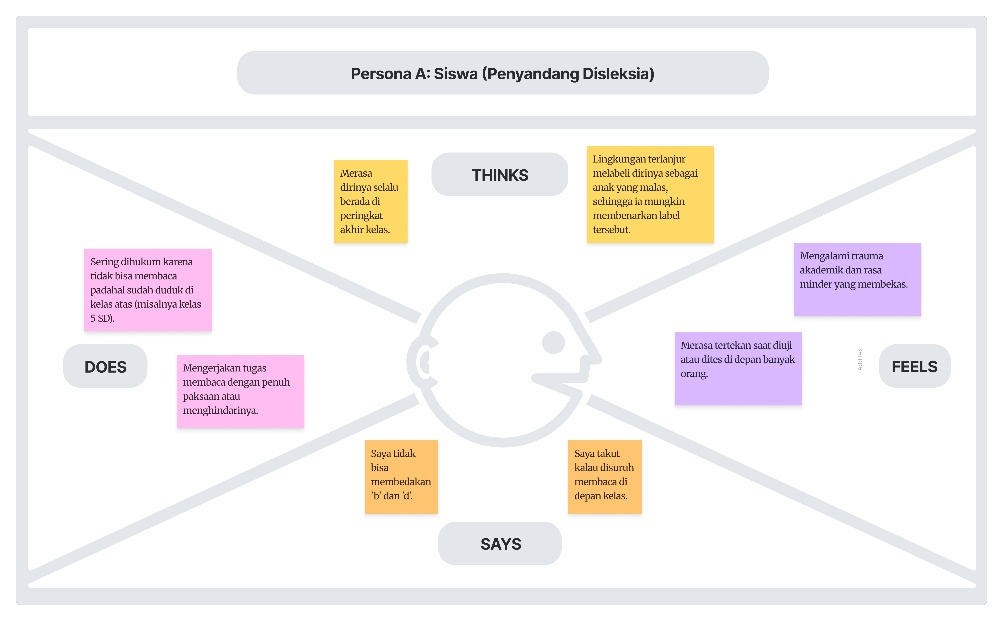 Persona A: Siswa (Penyandang Disleksia)
THINKS
Merasa
dirinya selalu
berada di
peringkat
akhir kelas.
Lingkungan terlanjur
melabeli dirinya sebagai
anak yang malas,
sehingga ia mungkin
membenarkan label
tersebut.
DOES
Sering dihukum karena
tidak bisa membaca
padahal sudah duduk di
kelas atas (misalnya kelas
5 SD).
Mengerjakan tugas
membaca dengan penuh
paksaan atau
menghindarinya.
Mengalami trauma
akademik dan rasa
minder yang membekas.
Merasa tertekan saat diuji
atau dites di depan banyak
orang.
FEELS
Saya tidak
bisa
membedakan
'b' dan 'd'.
Saya takut
kalau disuruh
membaca di
depan kelas.
SAYS